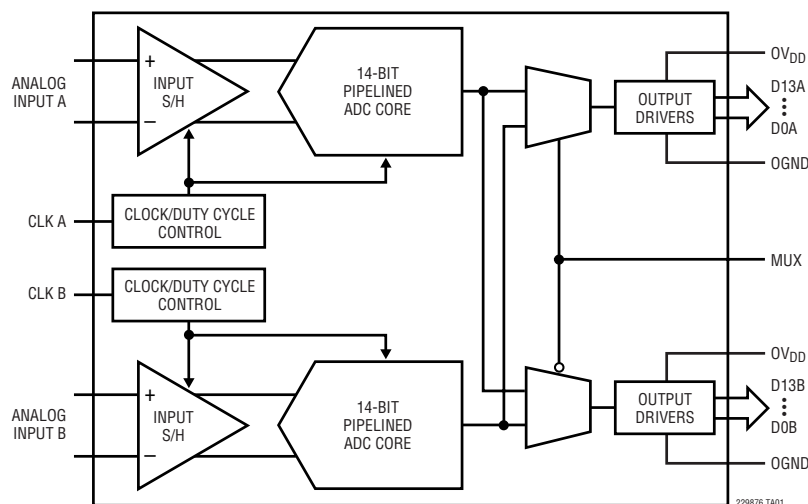 ANALOG
INPUT A
+
−
INPUT
S/H
14-BIT
PIPELINED
ADC CORE
OUTPUT
DRIVERS
OVDD
D13A
D0A
OGND
CLK A
CLOCK/DUTY CYCLE
CONTROL
MUX
CLK B
CLOCK/DUTY CYCLE
CONTROL
ANALOG
INPUT B
+
−
INPUT
S/H
14-BIT
PIPELINED
ADC CORE
OUTPUT
DRIVERS
OVDD
D13B
D0B
OGND
229876 TA01